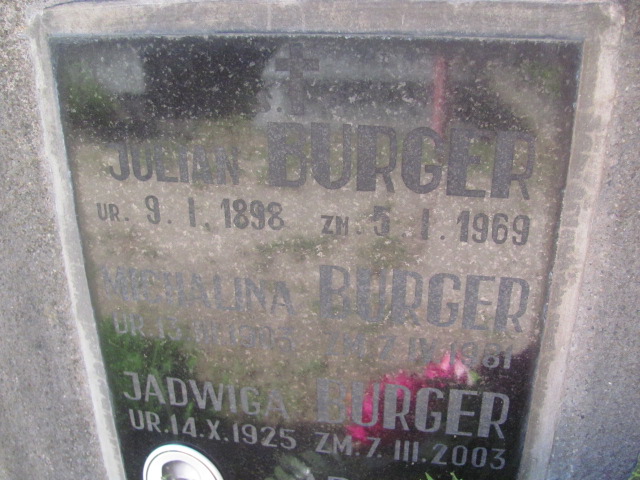 JULIAN BURGER
UR. 9. I. 1898 ZM. 5 I. 1969
MICHALINA BURGER
UR. ZM. 7. 1981
JADWIGA BURGER
UR. 14. X. 1925 ZM. 7. III. 2003